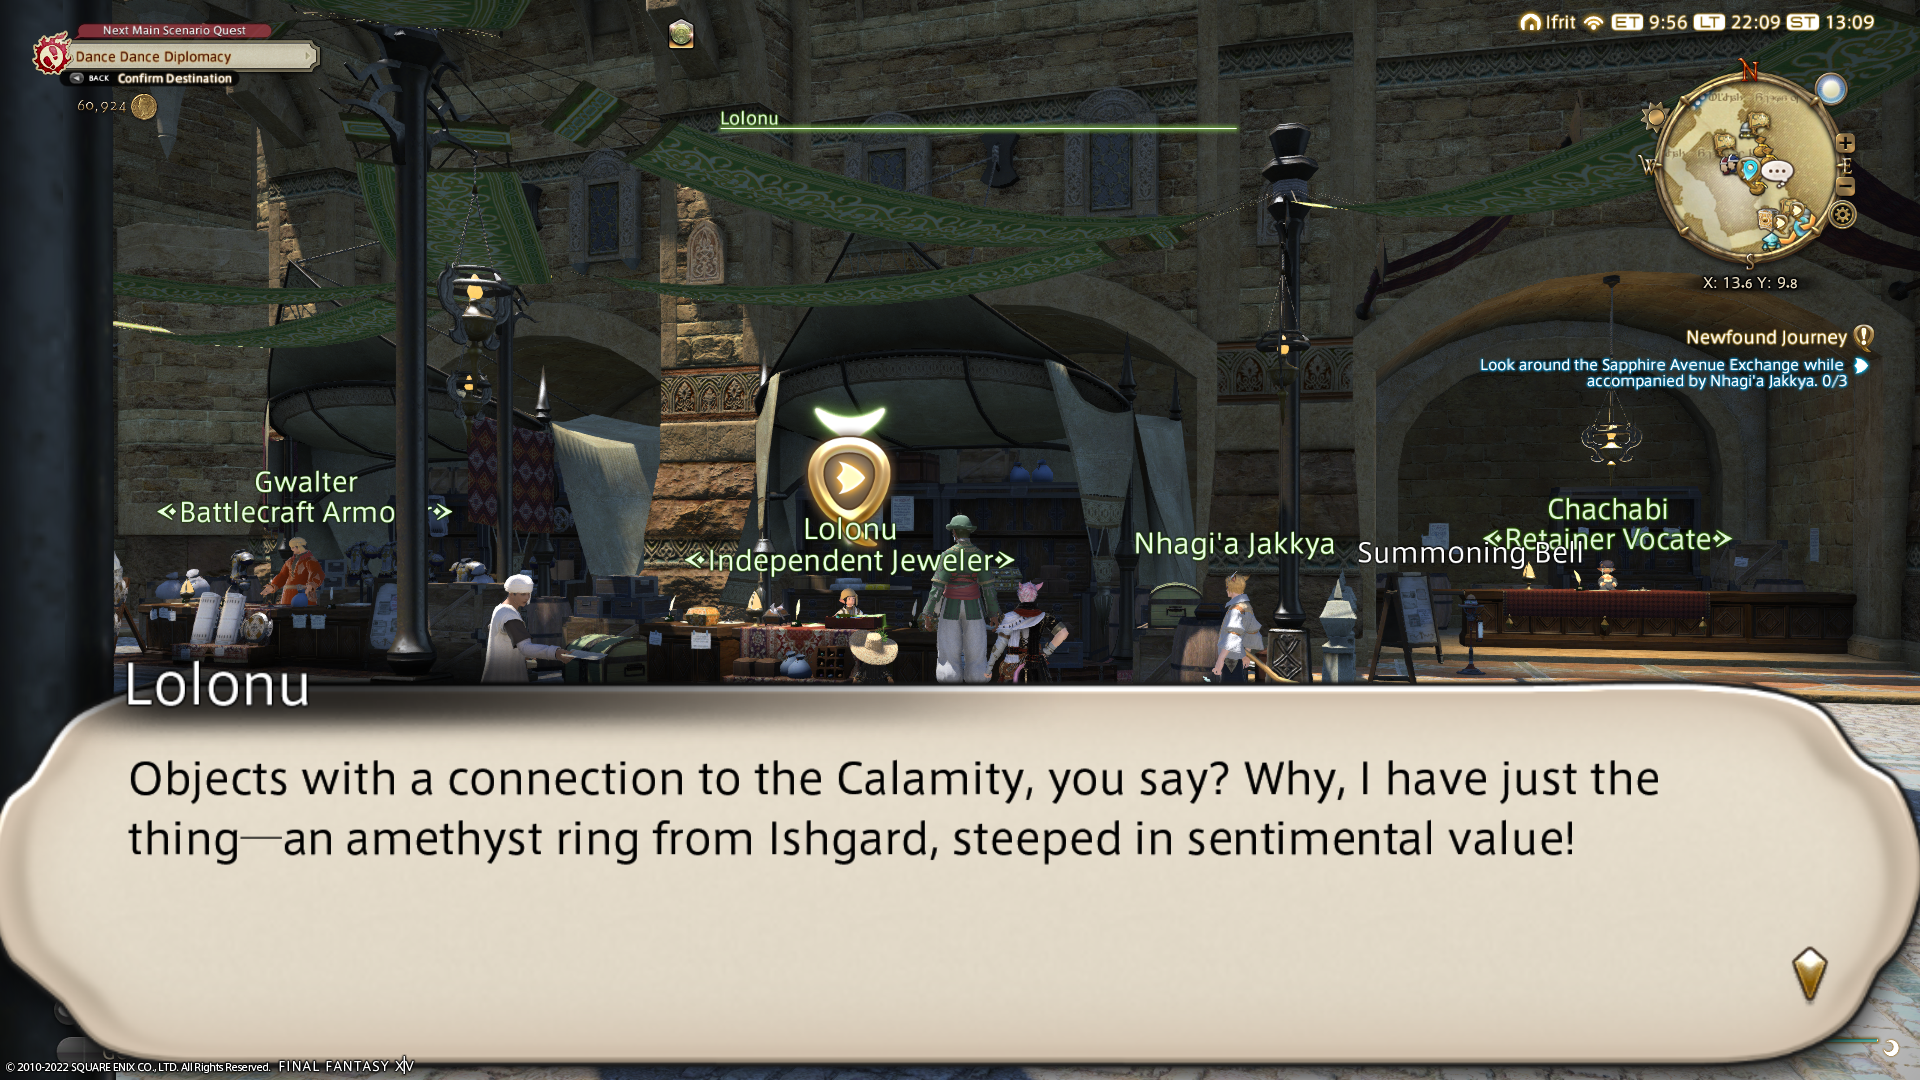 Next Main Scenario Quest
Dance Dance Diplomacy
BACK Confirm Destination
60,924
Ifrit ET 9:56 LT 22:09 ST 13:09
Lolonu
N
W
E
S
X: 13.6 Y: 9.8
Newfound Journey
Look around the Sapphire Avenue Exchange while
accompanied by Nhagi'a Jakkya. 0/3
Gwalter
Battlecraft Armo r
Lolonu
Independent Jeweler
Nhagi'a Jakkya
Summoning Bell
Chachabi
Retainer Vocate
Lolonu
Objects with a connection to the Calamity, you say? Why, I have just the
thing—an amethyst ring from Ishgard, steeped in sentimental value!
© 2010-2022 SQUARE ENIX CO., LTD. All Rights Reserved. FINAL FANTASY XIV